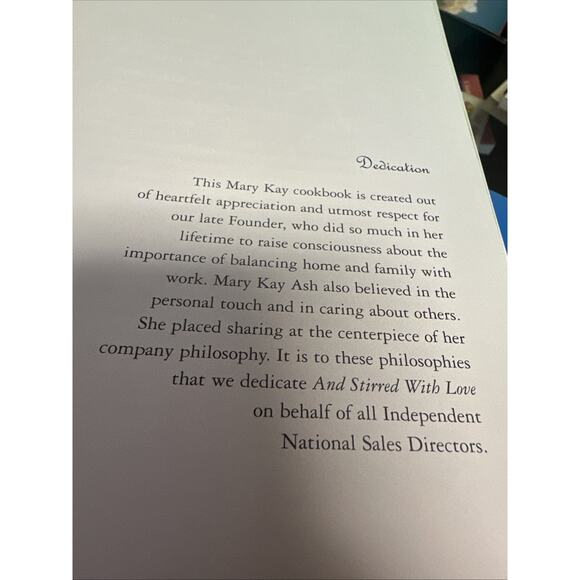 Dedication
This Mary Kay cookbook is created out
of heartfelt appreciation and utmost respect for
our late Founder, who did so much in her
lifetime to raise consciousness about the
importance of balancing home and family with
work. Mary Kay Ash also believed in the
personal touch and in caring about others.
She placed sharing at the centerpiece of her
company philosophy. It is to these philosophies
that we dedicate And Stirred With Love
on behalf of all Independent
National Sales Directors.